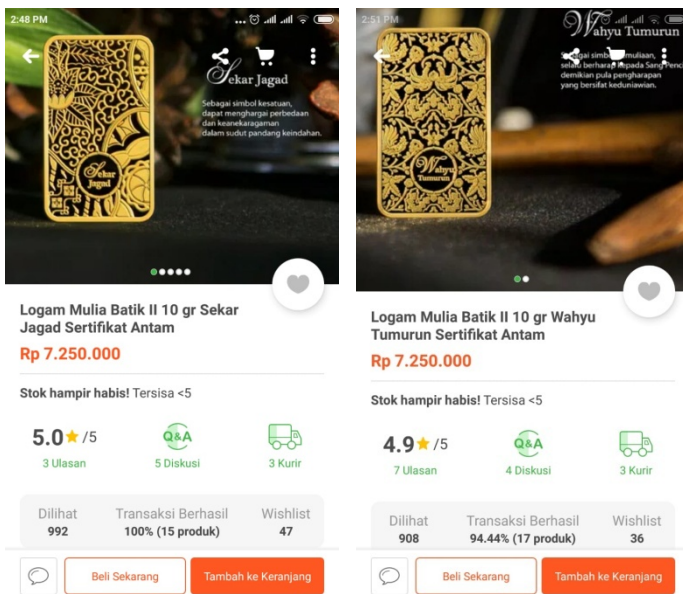 2:48 PM
Sekar Jagad
Sebagai simbol kesatuan,
dapat menghargai perbedaan
dan keanekaragaman
dalam sudut pandang keindahan.
Sekar
Jagad
Logam Mulia Batik II 10 gr Sekar
Jagad Sertifikat Antam
Rp 7.250.000
Stok hampir habis! Tersisa <5
5.0 /5
Q&A
3 Ulasan
5 Diskusi
3 Kurir
Dilihat
Transaksi Berhasil
Wishlist
992
100% (15 produk)
47
Beli Sekarang
Tambah ke Keranjang
2:51 PM
Wahyu Tumurun
simbol
selalu berharap kepada Sang
demikian pula pengharapan
yang bersifat keduniawian.
Wahyu
Tumurun
Logam Mulia Batik II 10 gr Wahyu
Tumurun Sertifikat Antam
Rp 7.250.000
Stok hampir habis! Tersisa <5
4.9 /5
Q&A
7 Ulasan
4 Diskusi
3 Kurir
Dilihat
Transaksi Berhasil
Wishlist
908
94.44% (17 produk)
36
Beli Sekarang
Tambah ke Keranjang